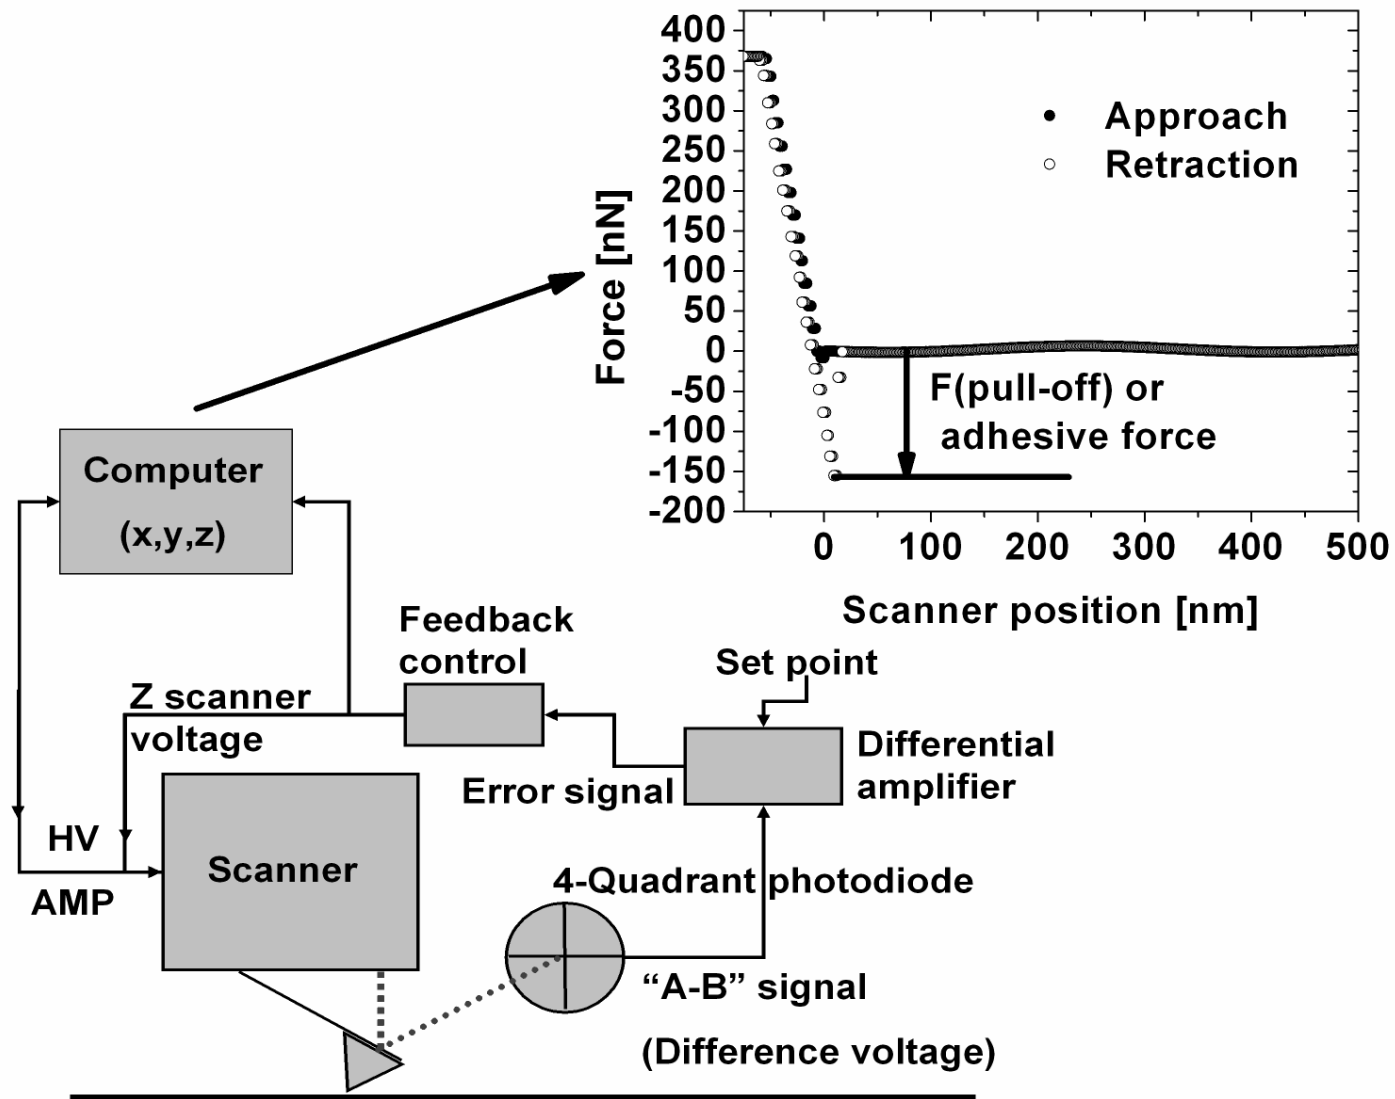 400
350
300
250
200
150
100
50
0
-50
-100
-150
-200
Force [nN]
Approach
Retraction
F(pull-off) or
adhesive force
0 100 200 300 400 500
Scanner position [nm]
Computer
(x,y,z)
Feedback
control
Set point
Z scanner
voltage
Differential
amplifier
Error signal
HV
AMP
Scanner
4-Quadrant photodiode
“A-B” signal
(Difference voltage)